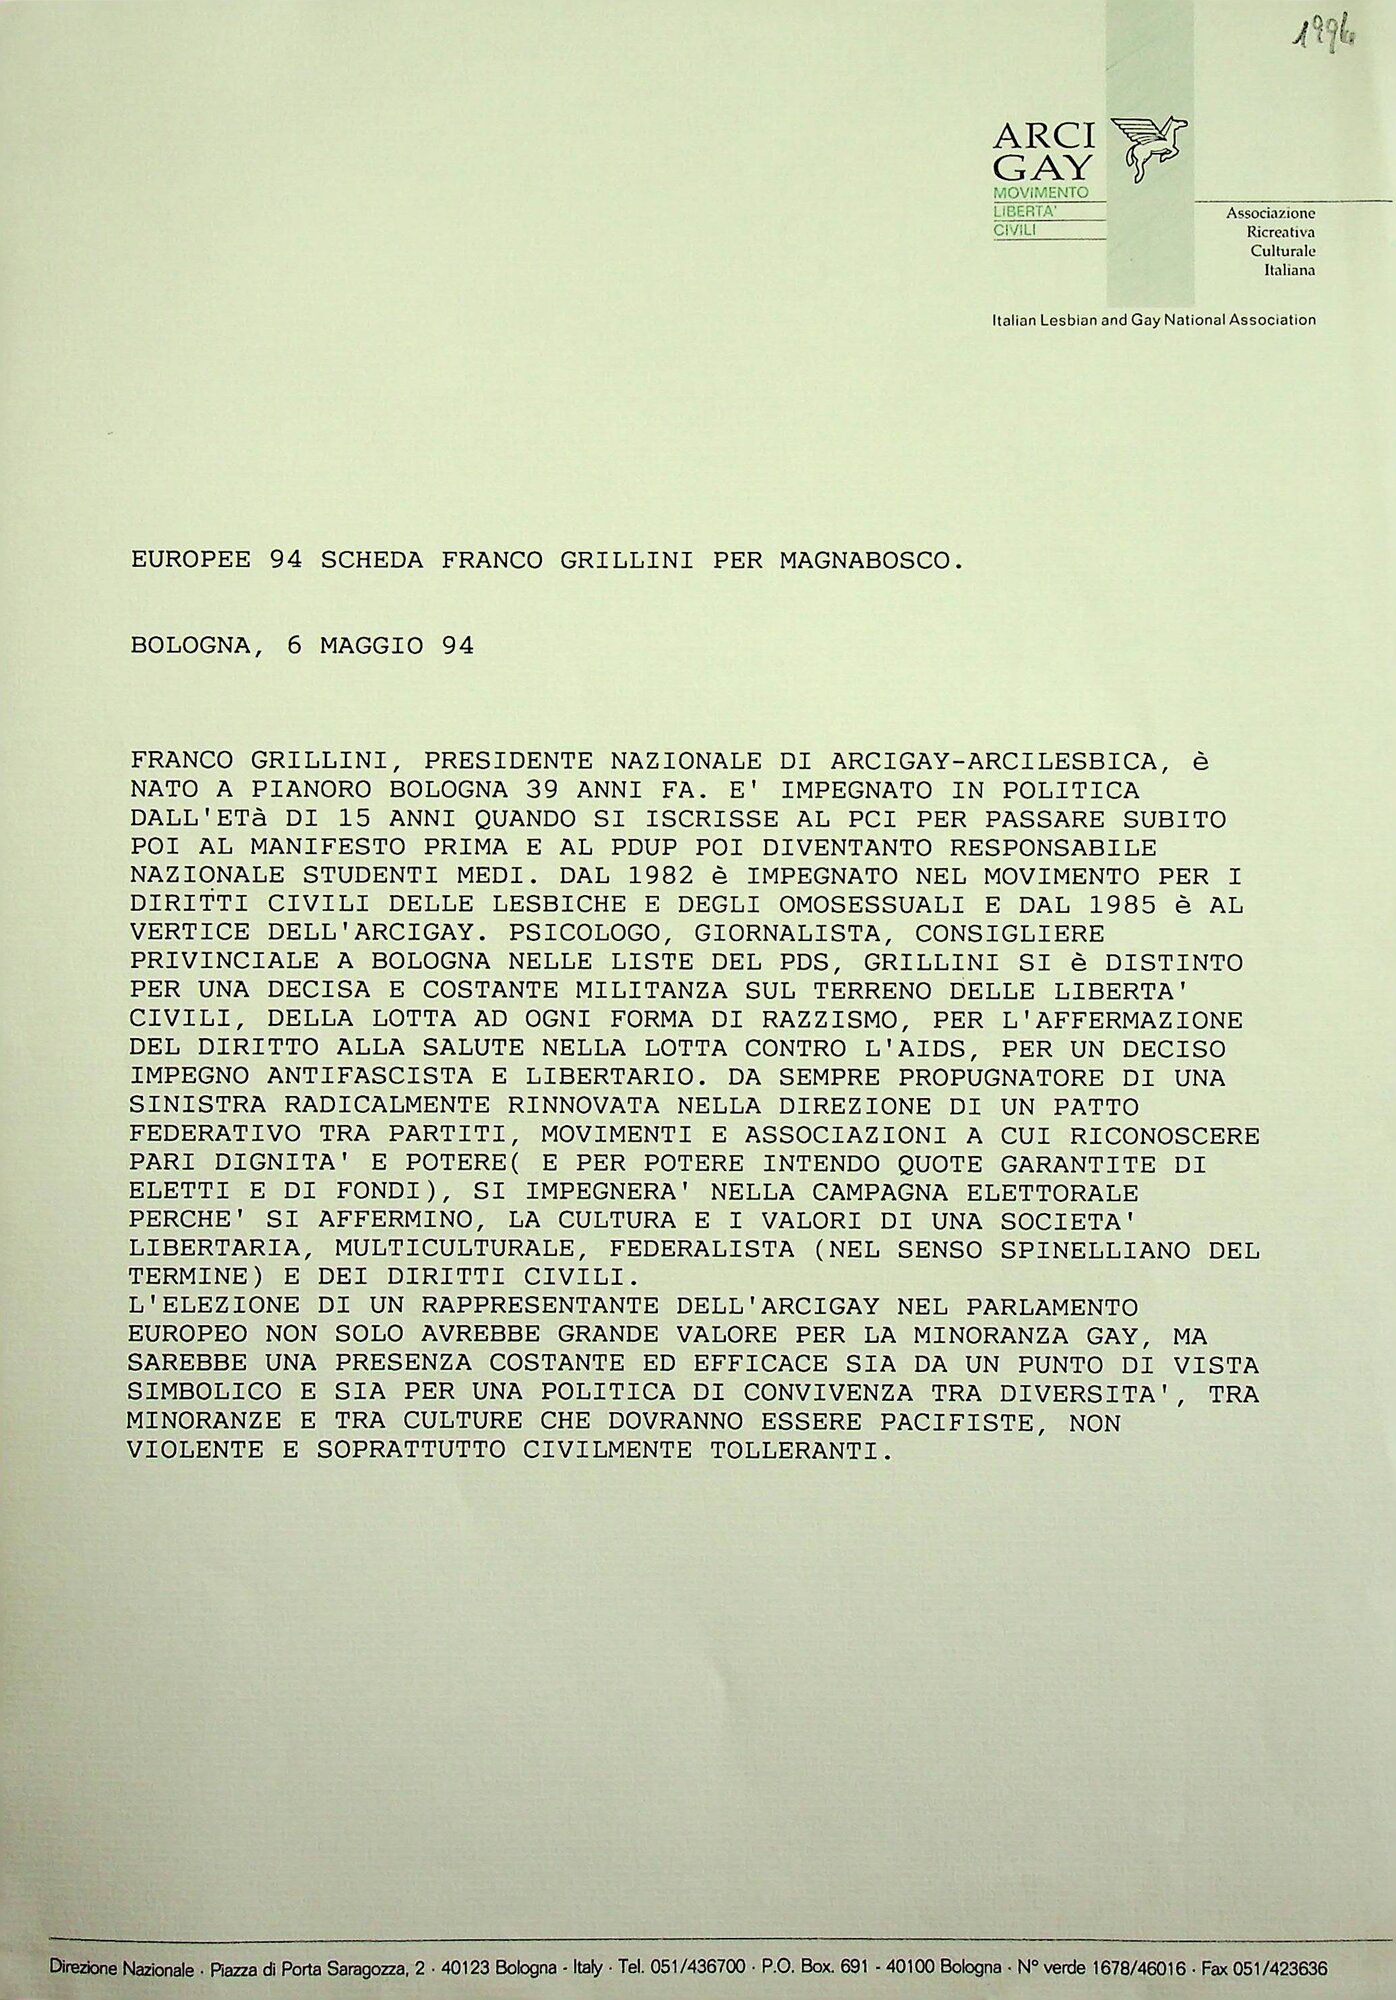 1994
ARCI
GAY
MOVIMENTO
LIBERTA'
CIVILI
Associazione
Ricreativa
Culturale
Italiana
Italian Lesbian and Gay National Association
EUROPEE 94 SCHEDA FRANCO GRILLINI PER MAGNABOSCO.
BOLOGNA, 6 MAGGIO 94
FRANCO GRILLINI, PRESIDENTE NAZIONALE DI ARCIGAY-ARCILESBICA, è
NATO A PIANORO BOLOGNA 39 ANNI FA. E' IMPEGNATO IN POLITICA
DALL'ETà DI 15 ANNI QUANDO SI ISCRISSE AL PCI PER PASSARE SUBITO
POI AL MANIFESTO PRIMA E AL PDUP POI DIVENTANTO RESPONSABILE
NAZIONALE STUDENTI MEDI. DAL 1982 è IMPEGNATO NEL MOVIMENTO PER I
DIRITTI CIVILI DELLE LESBICHE E DEGLI OMOSESSUALI E DAL 1985 è AL
VERTICE DELL'ARCIGAY. PSICOLOGO, GIORNALISTA, CONSIGLIERE
PRIVINCIALE A BOLOGNA NELLE LISTE DEL PDS, GRILLINI SI è DISTINTO
PER UNA DECISA E COSTANTE MILITANZA SUL TERRENO DELLE LIBERTA'
CIVILI, DELLA LOTTA AD OGNI FORMA DI RAZZISMO, PER L'AFFERMAZIONE
DEL DIRITTO ALLA SALUTE NELLA LOTTA CONTRO L'AIDS, PER UN DECISO
IMPEGNO ANTIFASCISTA E LIBERTARIO. DA SEMPRE PROPUGNATORE DI UNA
SINISTRA RADICALMENTE RINNOVATA NELLA DIREZIONE DI UN PATTO
FEDERATIVO TRA PARTITI, MOVIMENTI E ASSOCIAZIONI A CUI RICONOSCERE
PARI DIGNITA' E POTERE( E PER POTERE INTENDO QUOTE GARANTITE DI
ELETTI E DI FONDI), SI IMPEGNERA' NELLA CAMPAGNA ELETTORALE
PERCHE' SI AFFERMINO, LA CULTURA E I VALORI DI UNA SOCIETA'
LIBERTARIA, MULTICULTURALE, FEDERALISTA (NEL SENSO SPINELLIANO DEL
TERMINE) E DEI DIRITTI CIVILI.
L'ELEZIONE DI UN RAPPRESENTANTE DELL'ARCIGAY NEL PARLAMENTO
EUROPEO NON SOLO AVREBBE GRANDE VALORE PER LA MINORANZA GAY, MA
SAREBBE UNA PRESENZA COSTANTE ED EFFICACE SIA DA UN PUNTO DI VISTA
SIMBOLICO E SIA PER UNA POLITICA DI CONVIVENZA TRA DIVERSITA', TRA
MINORANZE E TRA CULTURE CHE DOVRANNO ESSERE PACIFISTE, NON
VIOLENTE E SOPRATTUTTO CIVILMENTE TOLLERANTI.
Direzione Nazionale · Piazza di Porta Saragozza, 2 · 40123 Bologna - Italy · Tel. 051/436700 · P.O. Box. 691 - 40100 Bologna · N° verde 1678/46016 · Fax 051/423636